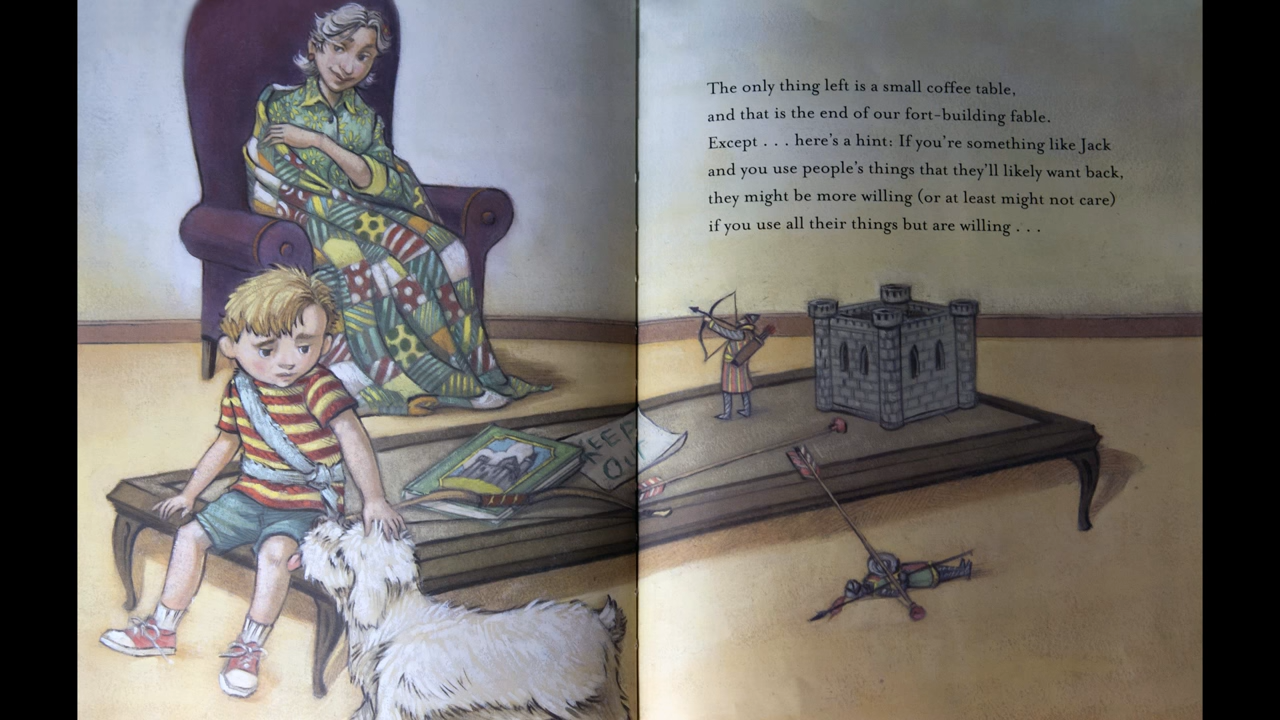 The only thing left is a small coffee table,
and that is the end of our fort-building fable.
Except . . . here's a hint: If you're something like Jack
and you use people's things that they'll likely want back,
they might be more willing (or at least might not care)
if you use all their things but are willing . . .
KEEP
OUT